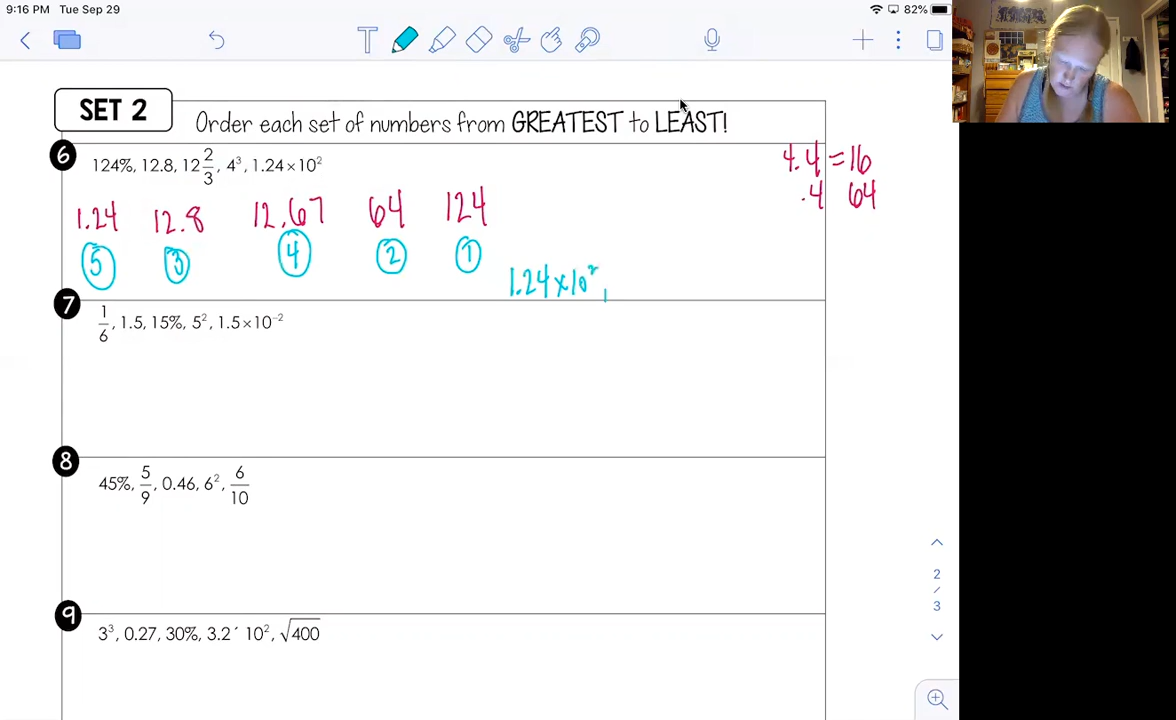 9:16 PM Tue Sep 29
82%
SET 2
Order each set of numbers from GREATEST to LEAST!
6
124%, 12.8, 12 2/3, 4³, 1.24×10²
4.4=16
.4 64
1.24 12.8 12.67 64 124
5 3 4 2 1
1.24×10²,
7
1/6, 1.5, 15%, 5², 1.5×10⁻²
8
45%, 5/9, 0.46, 6², 6/10
9
3³, 0.27, 30%, 3.2´ 10², √400
2
/
3